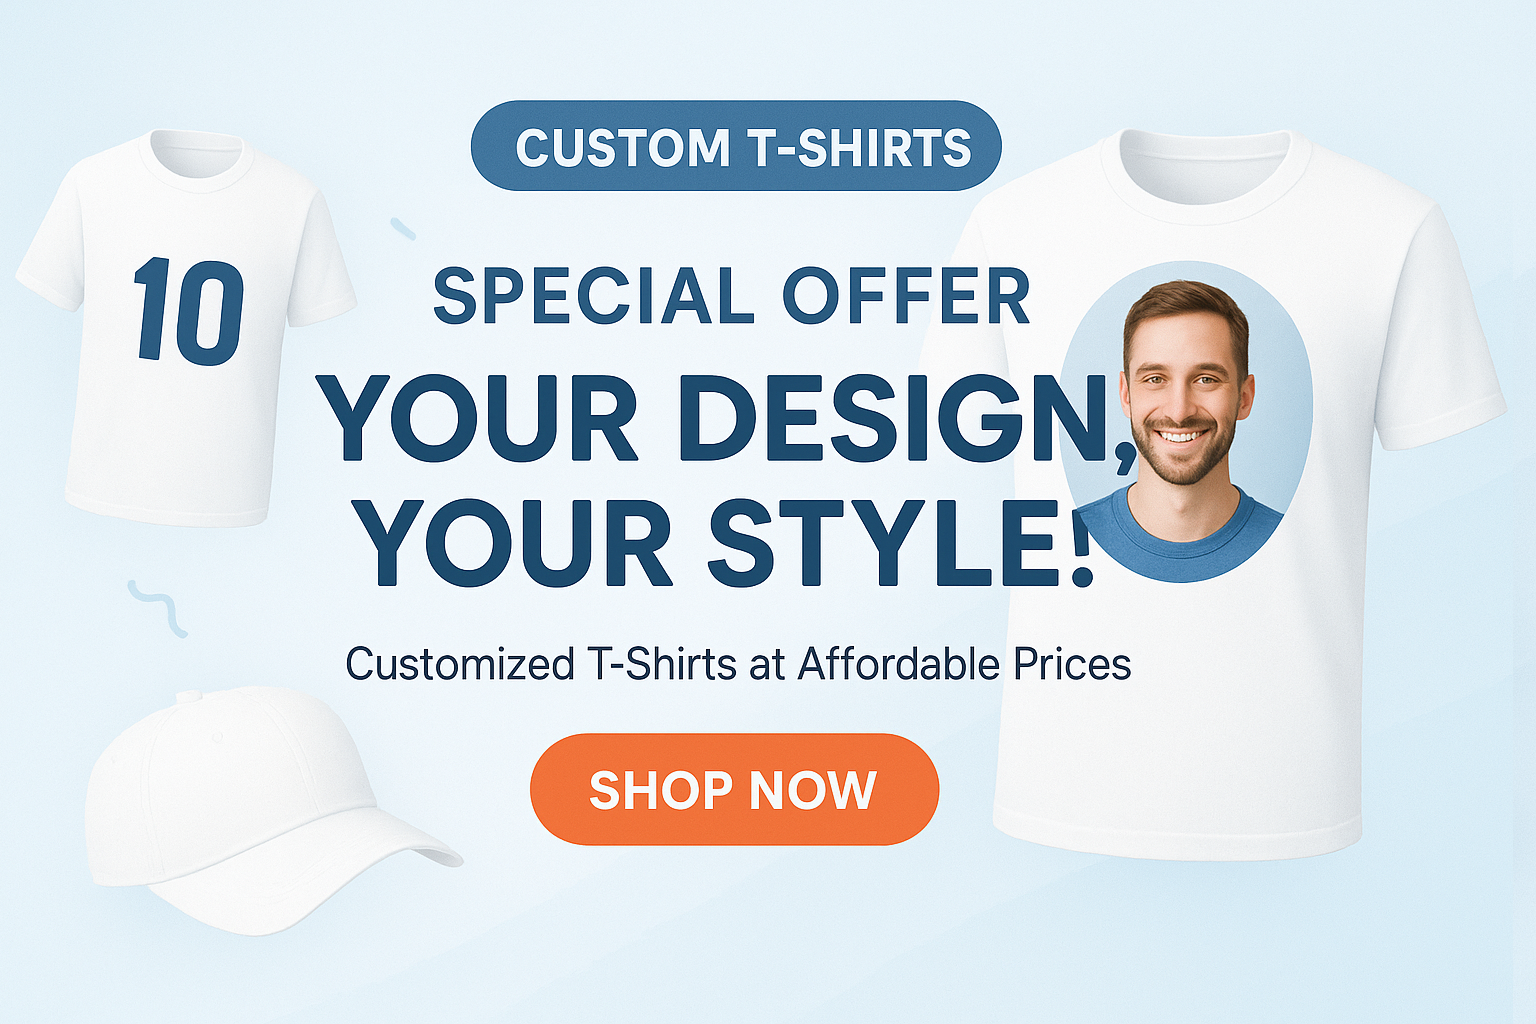 CUSTOM T-SHIRTS
10
SPECIAL OFFER
YOUR DESIGN,
YOUR STYLE!
Customized T-Shirts at Affordable Prices
SHOP NOW